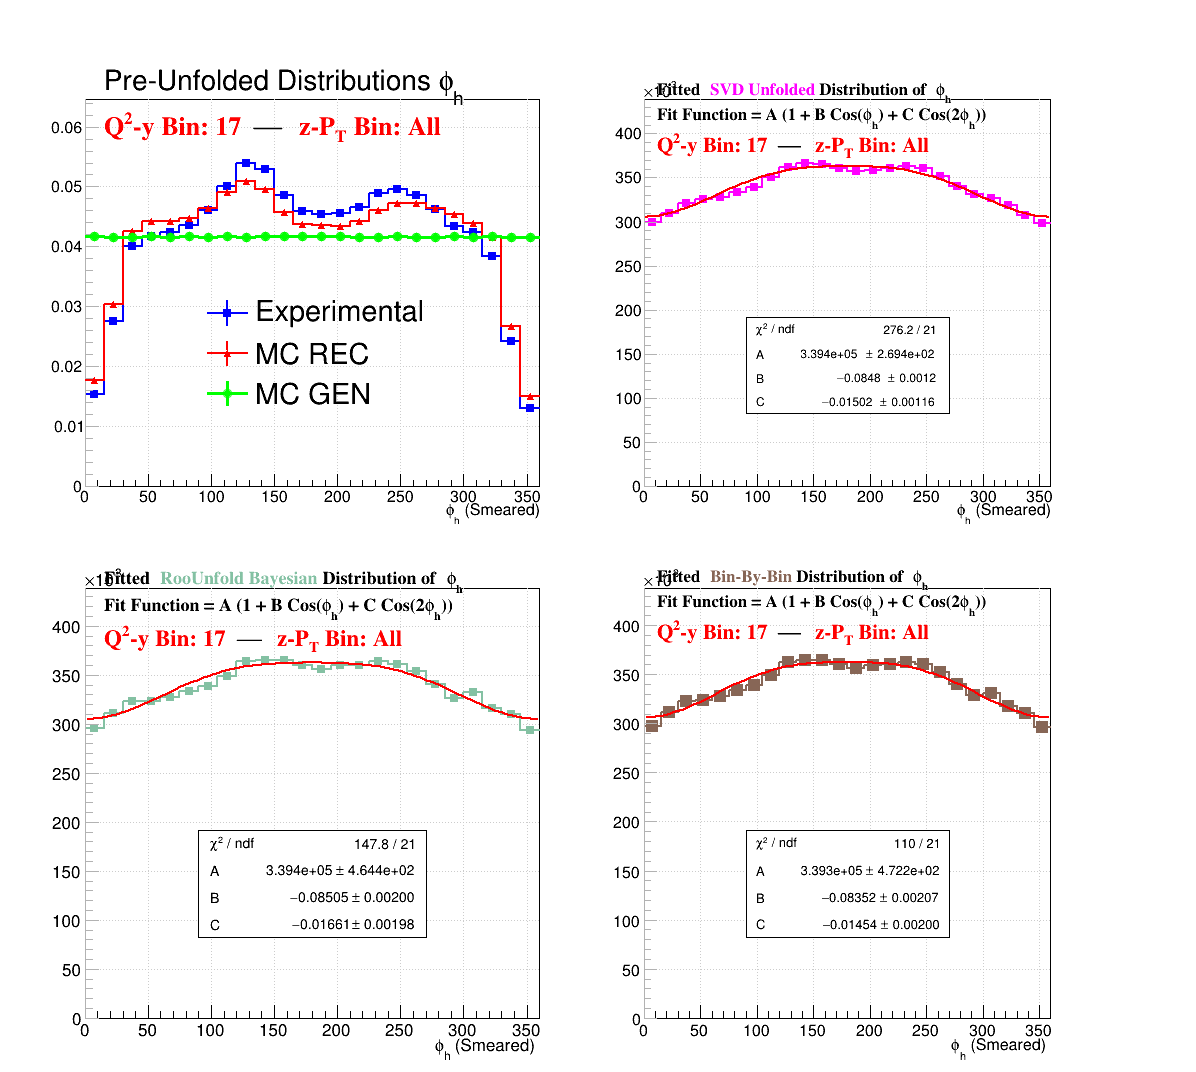 Pre-Unfolded Distributions ϕh
Q²-y Bin: 17 — z-PT Bin: All
0.06
0.05
0.04
0.03
0.02
0.01
0
Experimental
MC REC
MC GEN
0 50 100 150 200 250 300 350
ϕh (Smeared)
Fitted SVD Unfolded Distribution of ϕh
Fit Function = A (1 + B Cos(ϕh) + C Cos(2ϕh))
Q²-y Bin: 17 — z-PT Bin: All
400
350
300
250
200
150
100
50
0
χ² / ndf 276.2 / 21
A 3.394e+05 ± 2.694e+02
B −0.0848 ± 0.0012
C −0.01502 ± 0.00116
0 50 100 150 200 250 300 350
ϕh (Smeared)
Fitted RooUnfold Bayesian Distribution of ϕh
Fit Function = A (1 + B Cos(ϕh) + C Cos(2ϕh))
Q²-y Bin: 17 — z-PT Bin: All
400
350
300
250
200
150
100
50
0
χ² / ndf 147.8 / 21
A 3.394e+05 ± 4.644e+02
B −0.08505 ± 0.00200
C −0.01661 ± 0.00198
0 50 100 150 200 250 300 350
ϕh (Smeared)
Fitted Bin-By-Bin Distribution of ϕh
Fit Function = A (1 + B Cos(ϕh) + C Cos(2ϕh))
Q²-y Bin: 17 — z-PT Bin: All
400
350
300
250
200
150
100
50
0
χ² / ndf 110 / 21
A 3.393e+05 ± 4.722e+02
B −0.08352 ± 0.00207
C −0.01454 ± 0.00200
0 50 100 150 200 250 300 350
ϕh (Smeared)